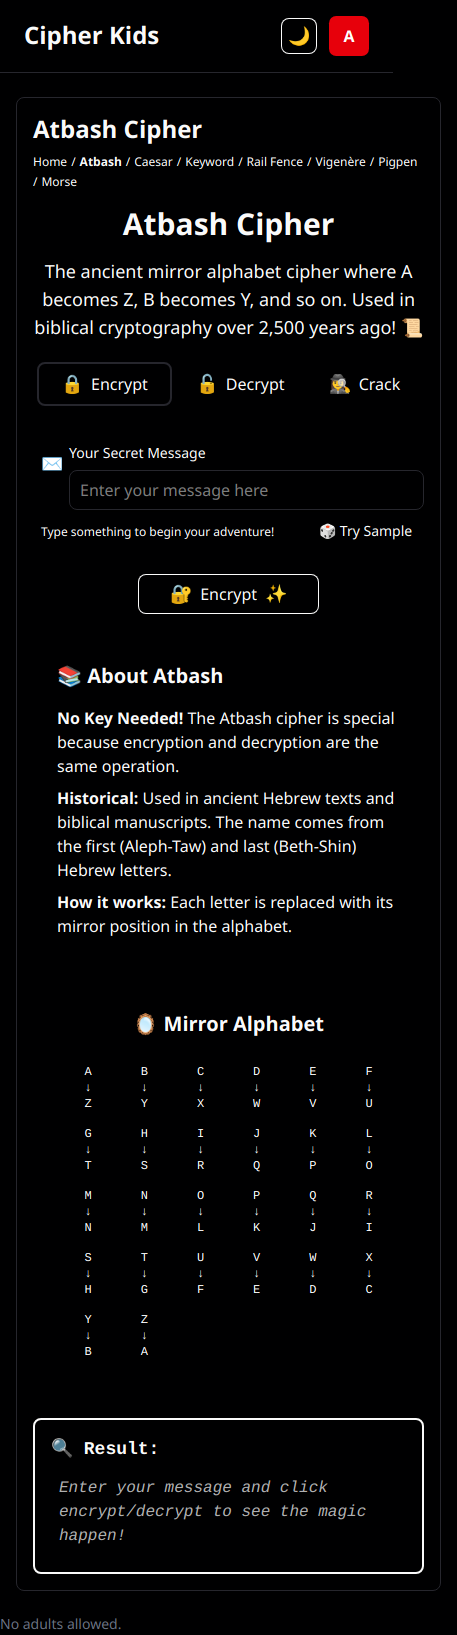 Cipher Kids
A
Atbash Cipher
Home / Atbash / Caesar / Keyword / Rail Fence / Vigenère / Pigpen
/ Morse
Atbash Cipher
The ancient mirror alphabet cipher where A
becomes Z, B becomes Y, and so on. Used in
biblical cryptography over 2,500 years ago! 📜
🔒 Encrypt 🔓 Decrypt 🕵️ Crack
Your Secret Message
Enter your message here
Type something to begin your adventure! 🎲 Try Sample
🔐 Encrypt ✨
📚 About Atbash
No Key Needed! The Atbash cipher is special
because encryption and decryption are the
same operation.
Historical: Used in ancient Hebrew texts and
biblical manuscripts. The name comes from
the first (Aleph-Taw) and last (Beth-Shin)
Hebrew letters.
How it works: Each letter is replaced with its
mirror position in the alphabet.
🪞 Mirror Alphabet
A B C D E F
↓ ↓ ↓ ↓ ↓ ↓
Z Y X W V U
G H I J K L
↓ ↓ ↓ ↓ ↓ ↓
T S R Q P O
M N O P Q R
↓ ↓ ↓ ↓ ↓ ↓
N M L K J I
S T U V W X
↓ ↓ ↓ ↓ ↓ ↓
H G F E D C
Y Z
↓ ↓
B A
🔍 Result:
Enter your message and click
encrypt/decrypt to see the magic
happen!
No adults allowed.